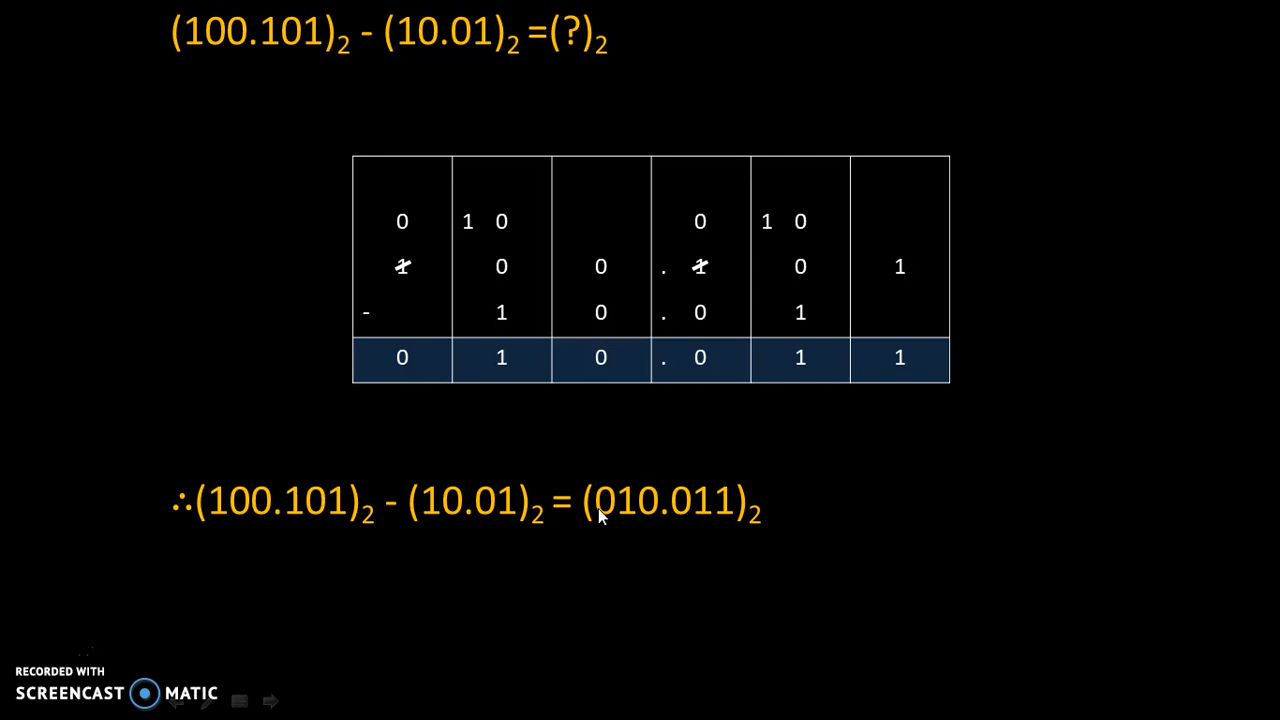 (100.101)₂ - (10.01)₂ =(?)₂
0 1 0 0 1 0
1 0 0 . 1 0 1
- 1 0 . 0 1
0 1 0 . 0 1 1
∴(100.101)₂ - (10.01)₂ = (010.011)₂
RECORDED WITH
SCREENCAST MATIC